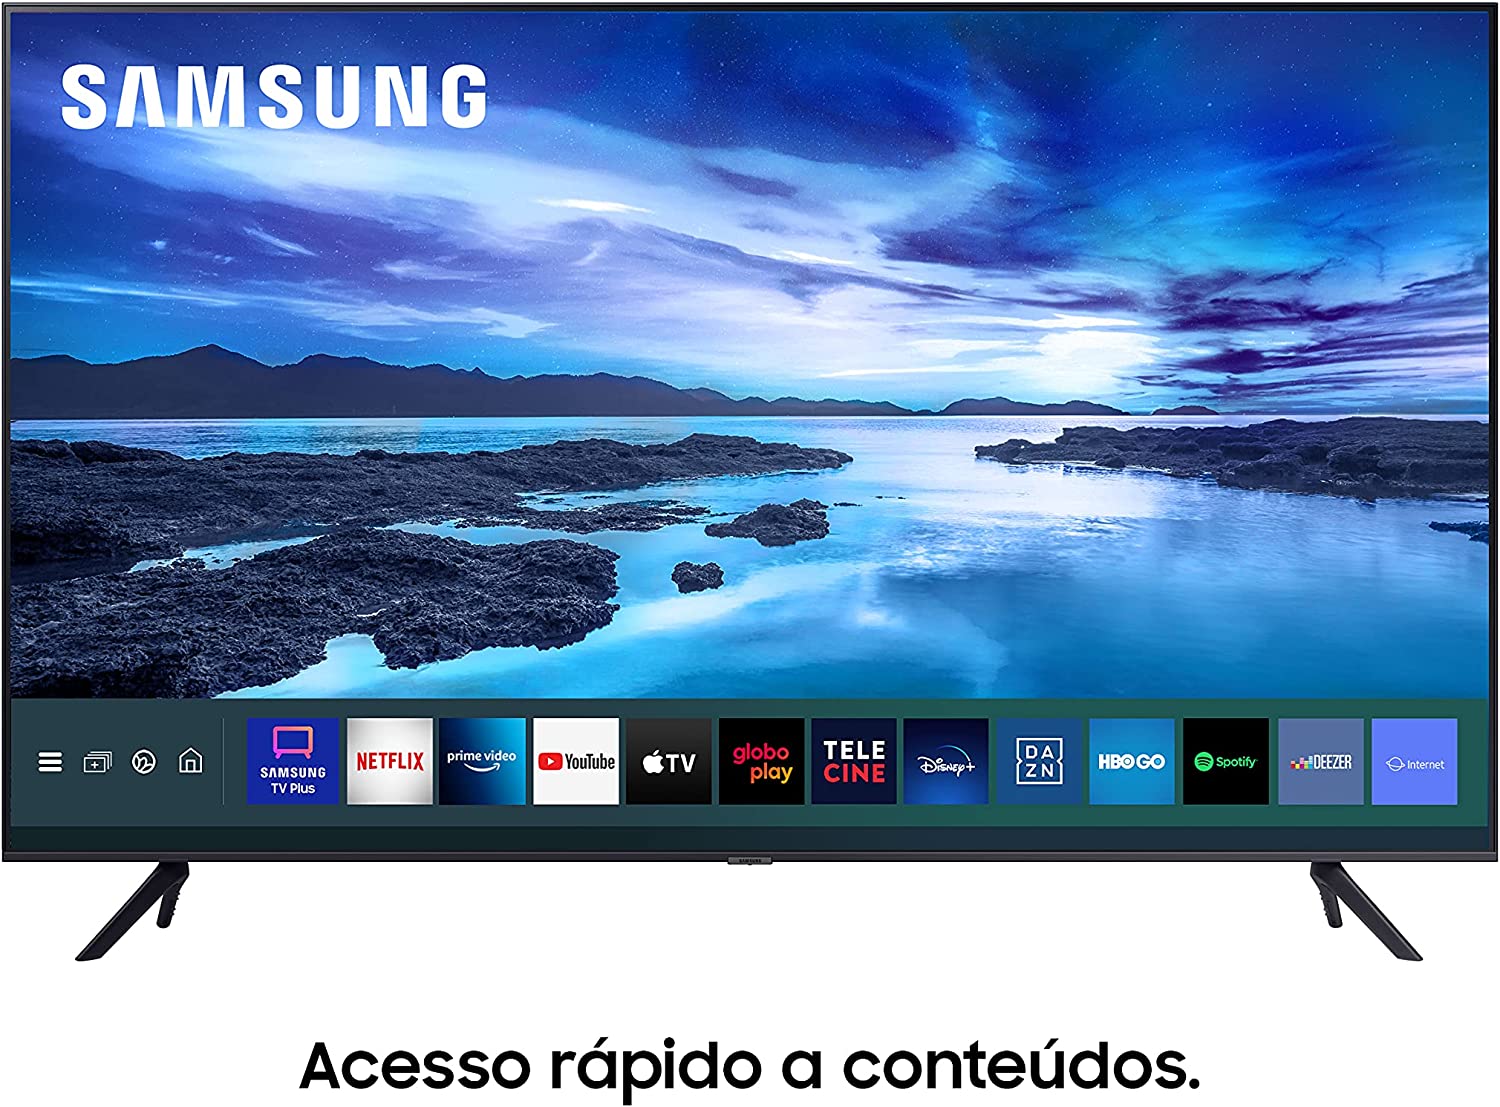 SAMSUNG
SAMSUNG
TV Plus
NETFLIX
prime video
YouTube
TV
globo
play
TELE
CINE
Disney+
DA
ZN
HBO GO
Spotify
DEEZER
Internet
SAMSUNG
Acesso rápido a conteúdos.